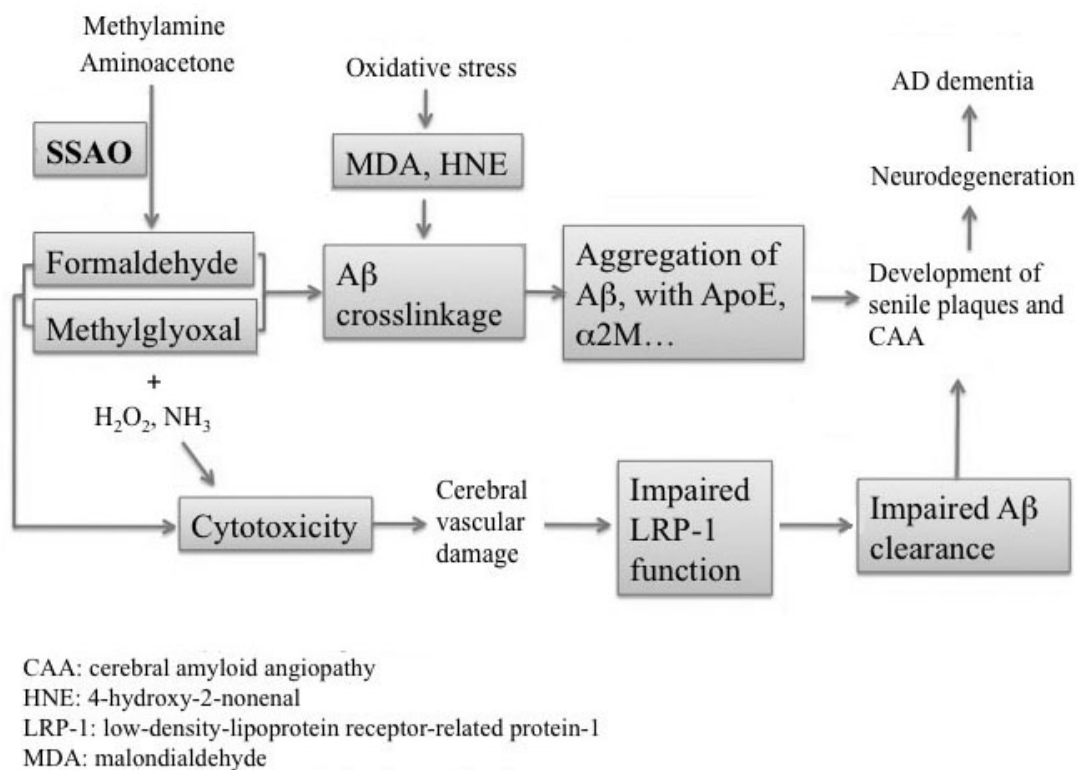 Methylamine
Aminoacetone
SSAO
Formaldehyde
Methylglyoxal
+
H₂O₂, NH₃
Oxidative stress
MDA, HNE
Aβ
crosslinkage
Aggregation of
Aβ, with ApoE,
α2M…
AD dementia
Neurodegeneration
Development of
senile plaques and
CAA
Cytotoxicity
Cerebral
vascular
damage
Impaired
LRP-1
function
Impaired Aβ
clearance
CAA: cerebral amyloid angiopathy
HNE: 4-hydroxy-2-nonenal
LRP-1: low-density-lipoprotein receptor-related protein-1
MDA: malondialdehyde